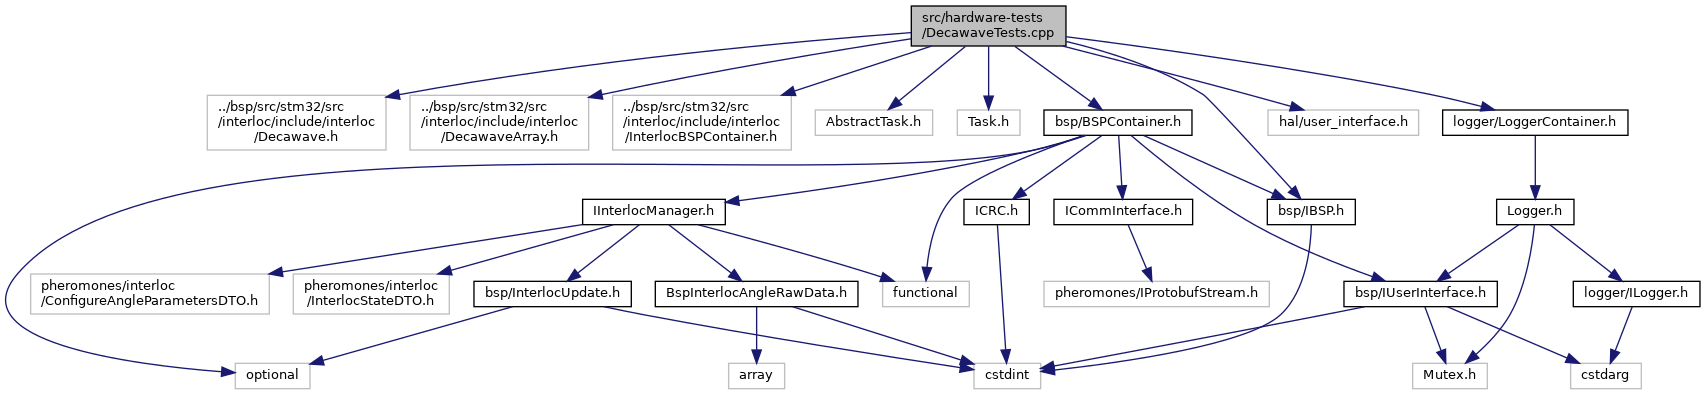 src/hardware-tests
/DecawaveTests.cpp
../bsp/src/stm32/src
/interloc/include/interloc
/Decawave.h
../bsp/src/stm32/src
/interloc/include/interloc
/DecawaveArray.h
../bsp/src/stm32/src
/interloc/include/interloc
/InterlocBSPContainer.h
AbstractTask.h
Task.h
bsp/BSPContainer.h
hal/user_interface.h
logger/LoggerContainer.h
IInterlocManager.h
ICRC.h
ICommInterface.h
bsp/IBSP.h
Logger.h
pheromones/interloc
/ConfigureAngleParametersDTO.h
pheromones/interloc
/InterlocStateDTO.h
bsp/InterlocUpdate.h
BspInterlocAngleRawData.h
functional
pheromones/IProtobufStream.h
bsp/IUserInterface.h
logger/ILogger.h
optional
array
cstdint
Mutex.h
cstdarg